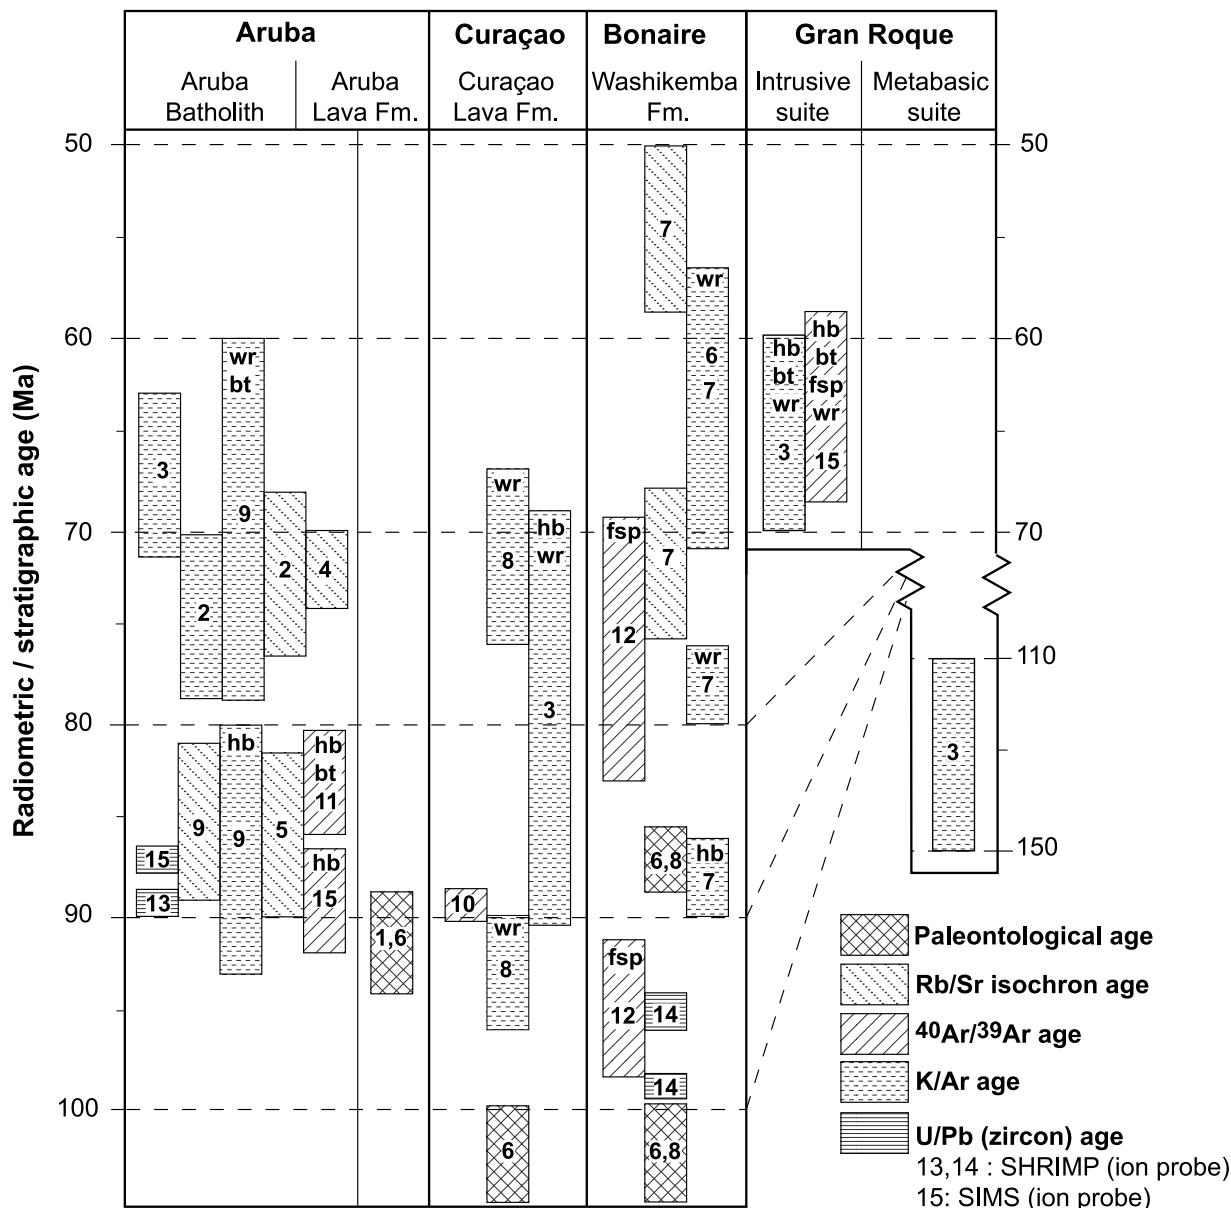 Aruba
Curaçao
Bonaire
Gran Roque
Aruba
Batholith
Aruba
Lava Fm.
Curaçao
Lava Fm.
Washikemba
Fm.
Intrusive
suite
Metabasic
suite
Radiometric / stratigraphic age (Ma)
50
60
70
80
90
100
50
60
70
110
130
150
3
2
wr
bt
9
2
4
9
hb
9
5
hb
bt
11
15
13
hb
15
1,6
wr
8
hb
wr
3
10
wr
8
6
7
wr
6
7
fsp
12
7
wr
7
6,8
hb
7
fsp
12
14
14
6,8
hb
bt
wr
3
hb
bt
fsp
wr
15
3
Paleontological age
Rb/Sr isochron age
40Ar/39Ar age
K/Ar age
U/Pb (zircon) age
13,14 : SHRIMP (ion probe)
15: SIMS (ion probe)